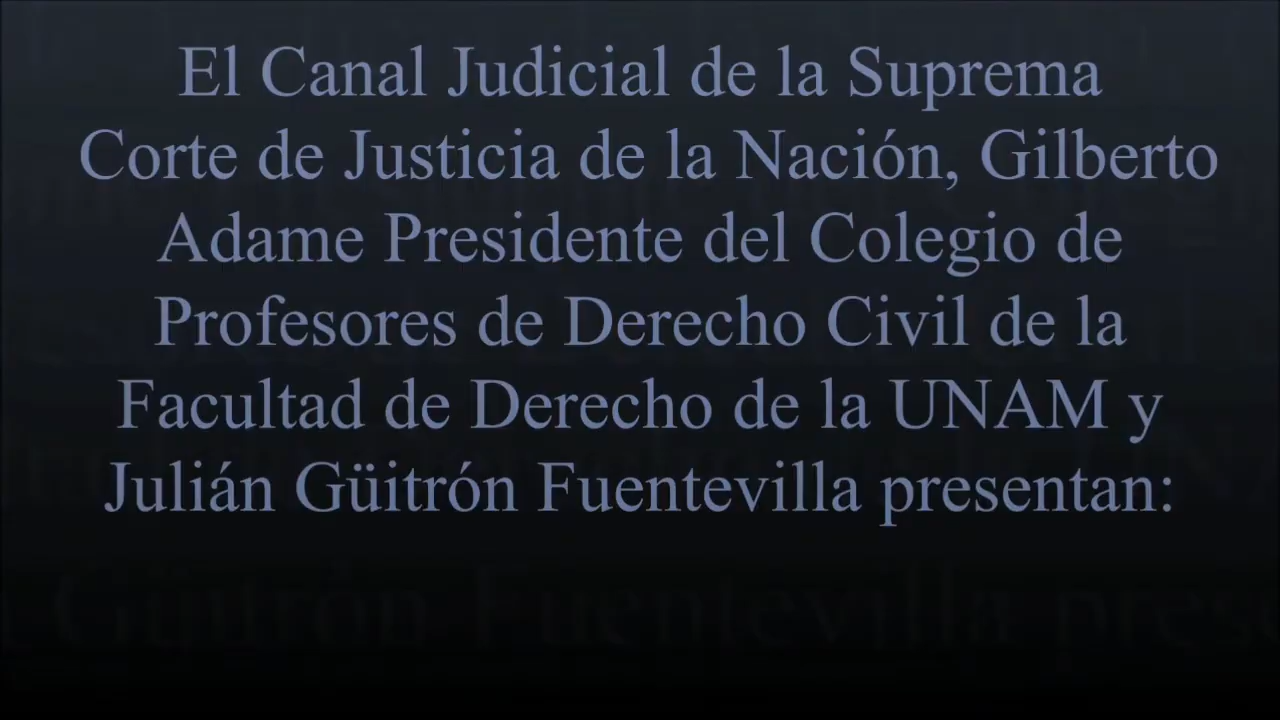 El Canal Judicial de la Suprema
Corte de Justicia de la Nación, Gilberto
Adame Presidente del Colegio de
Profesores de Derecho Civil de la
Facultad de Derecho de la UNAM y
Julián Güitrón Fuentevilla presentan: